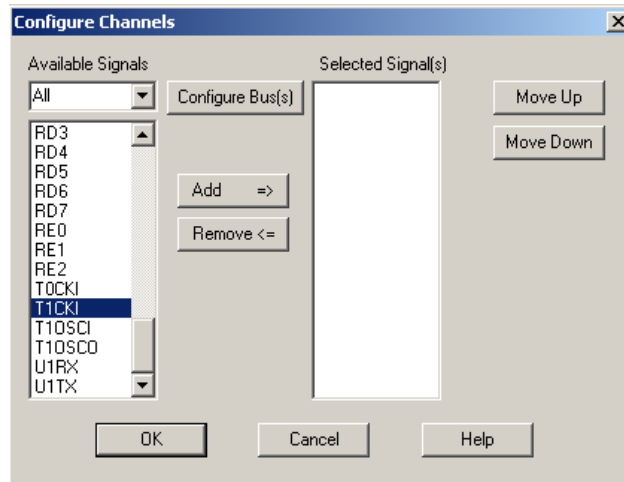 Configure Channels
Available Signals
Selected Signal(s)
All
Configure Bus(s)
Move Up
Move Down
RD3
RD4
RD5
RD6
RD7
RE0
RE1
RE2
T0CKI
T1CKI
T1OSCI
T1OSCO
U1RX
U1TX
Add =>
Remove <=
OK
Cancel
Help